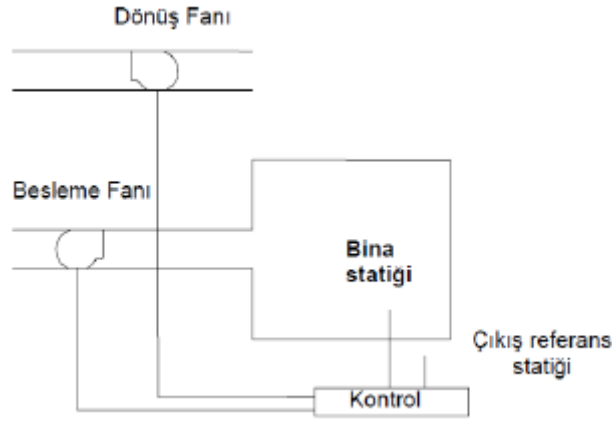 Dönüş Fanı
Besleme Fanı
Bina
statiği
Çıkış referans
statiği
Kontrol